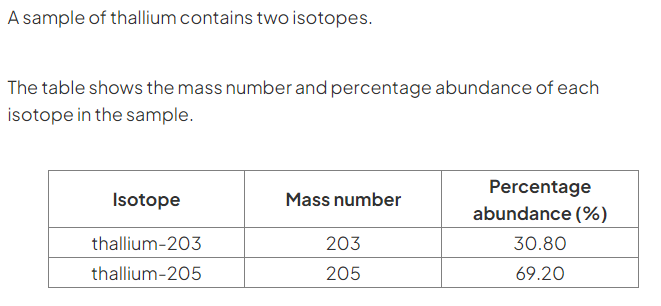 A sample of thallium contains two isotopes.
The table shows the mass number and percentage abundance of each
isotope in the sample.
Isotope Mass number Percentage
abundance (%)
thallium-203 203 30.80
thallium-205 205 69.20